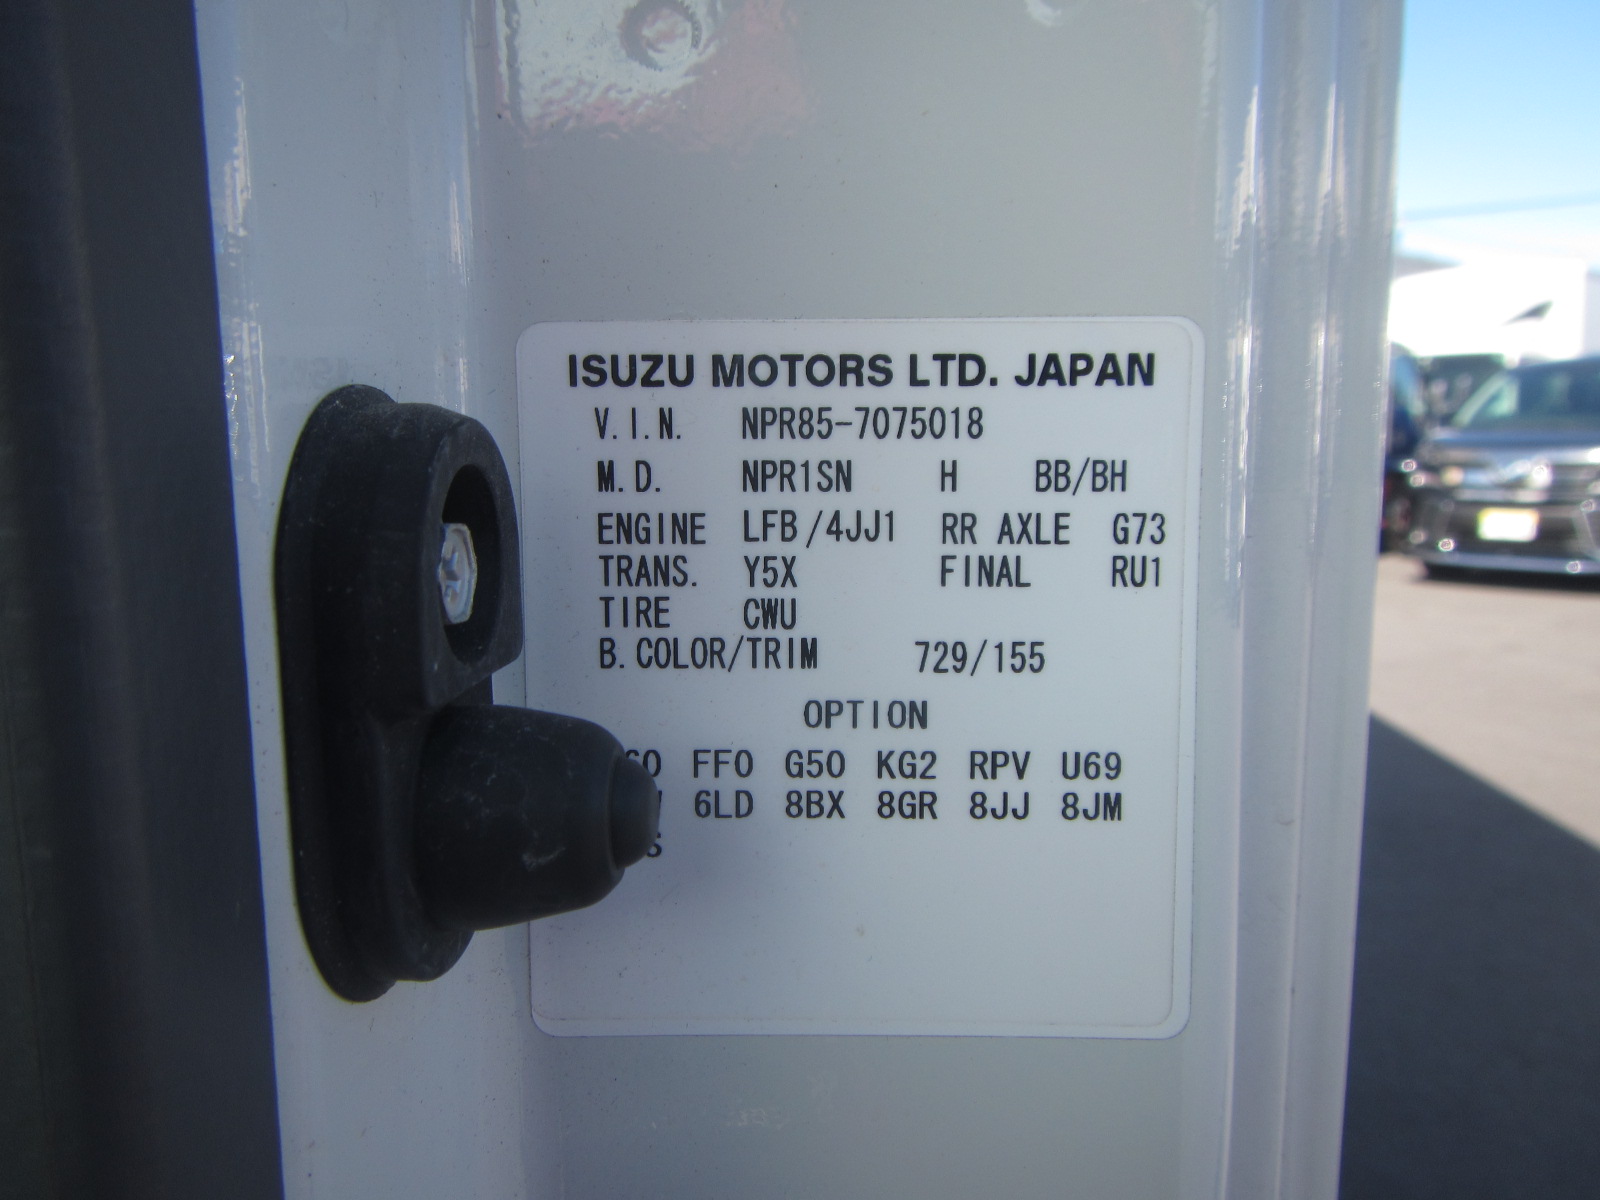 ISUZU MOTORS LTD. JAPAN
V.I.N. NPR85-7075018
M.D. NPR1SN H BB/BH
ENGINE LFB/4JJ1 RR AXLE G73
TRANS. Y5X FINAL RU1
TIRE CWU
B.COLOR/TRIM 729/155
OPTION
FF0 G50 KG2 RPV U69
6LD 8BX 8GR 8JJ 8JM